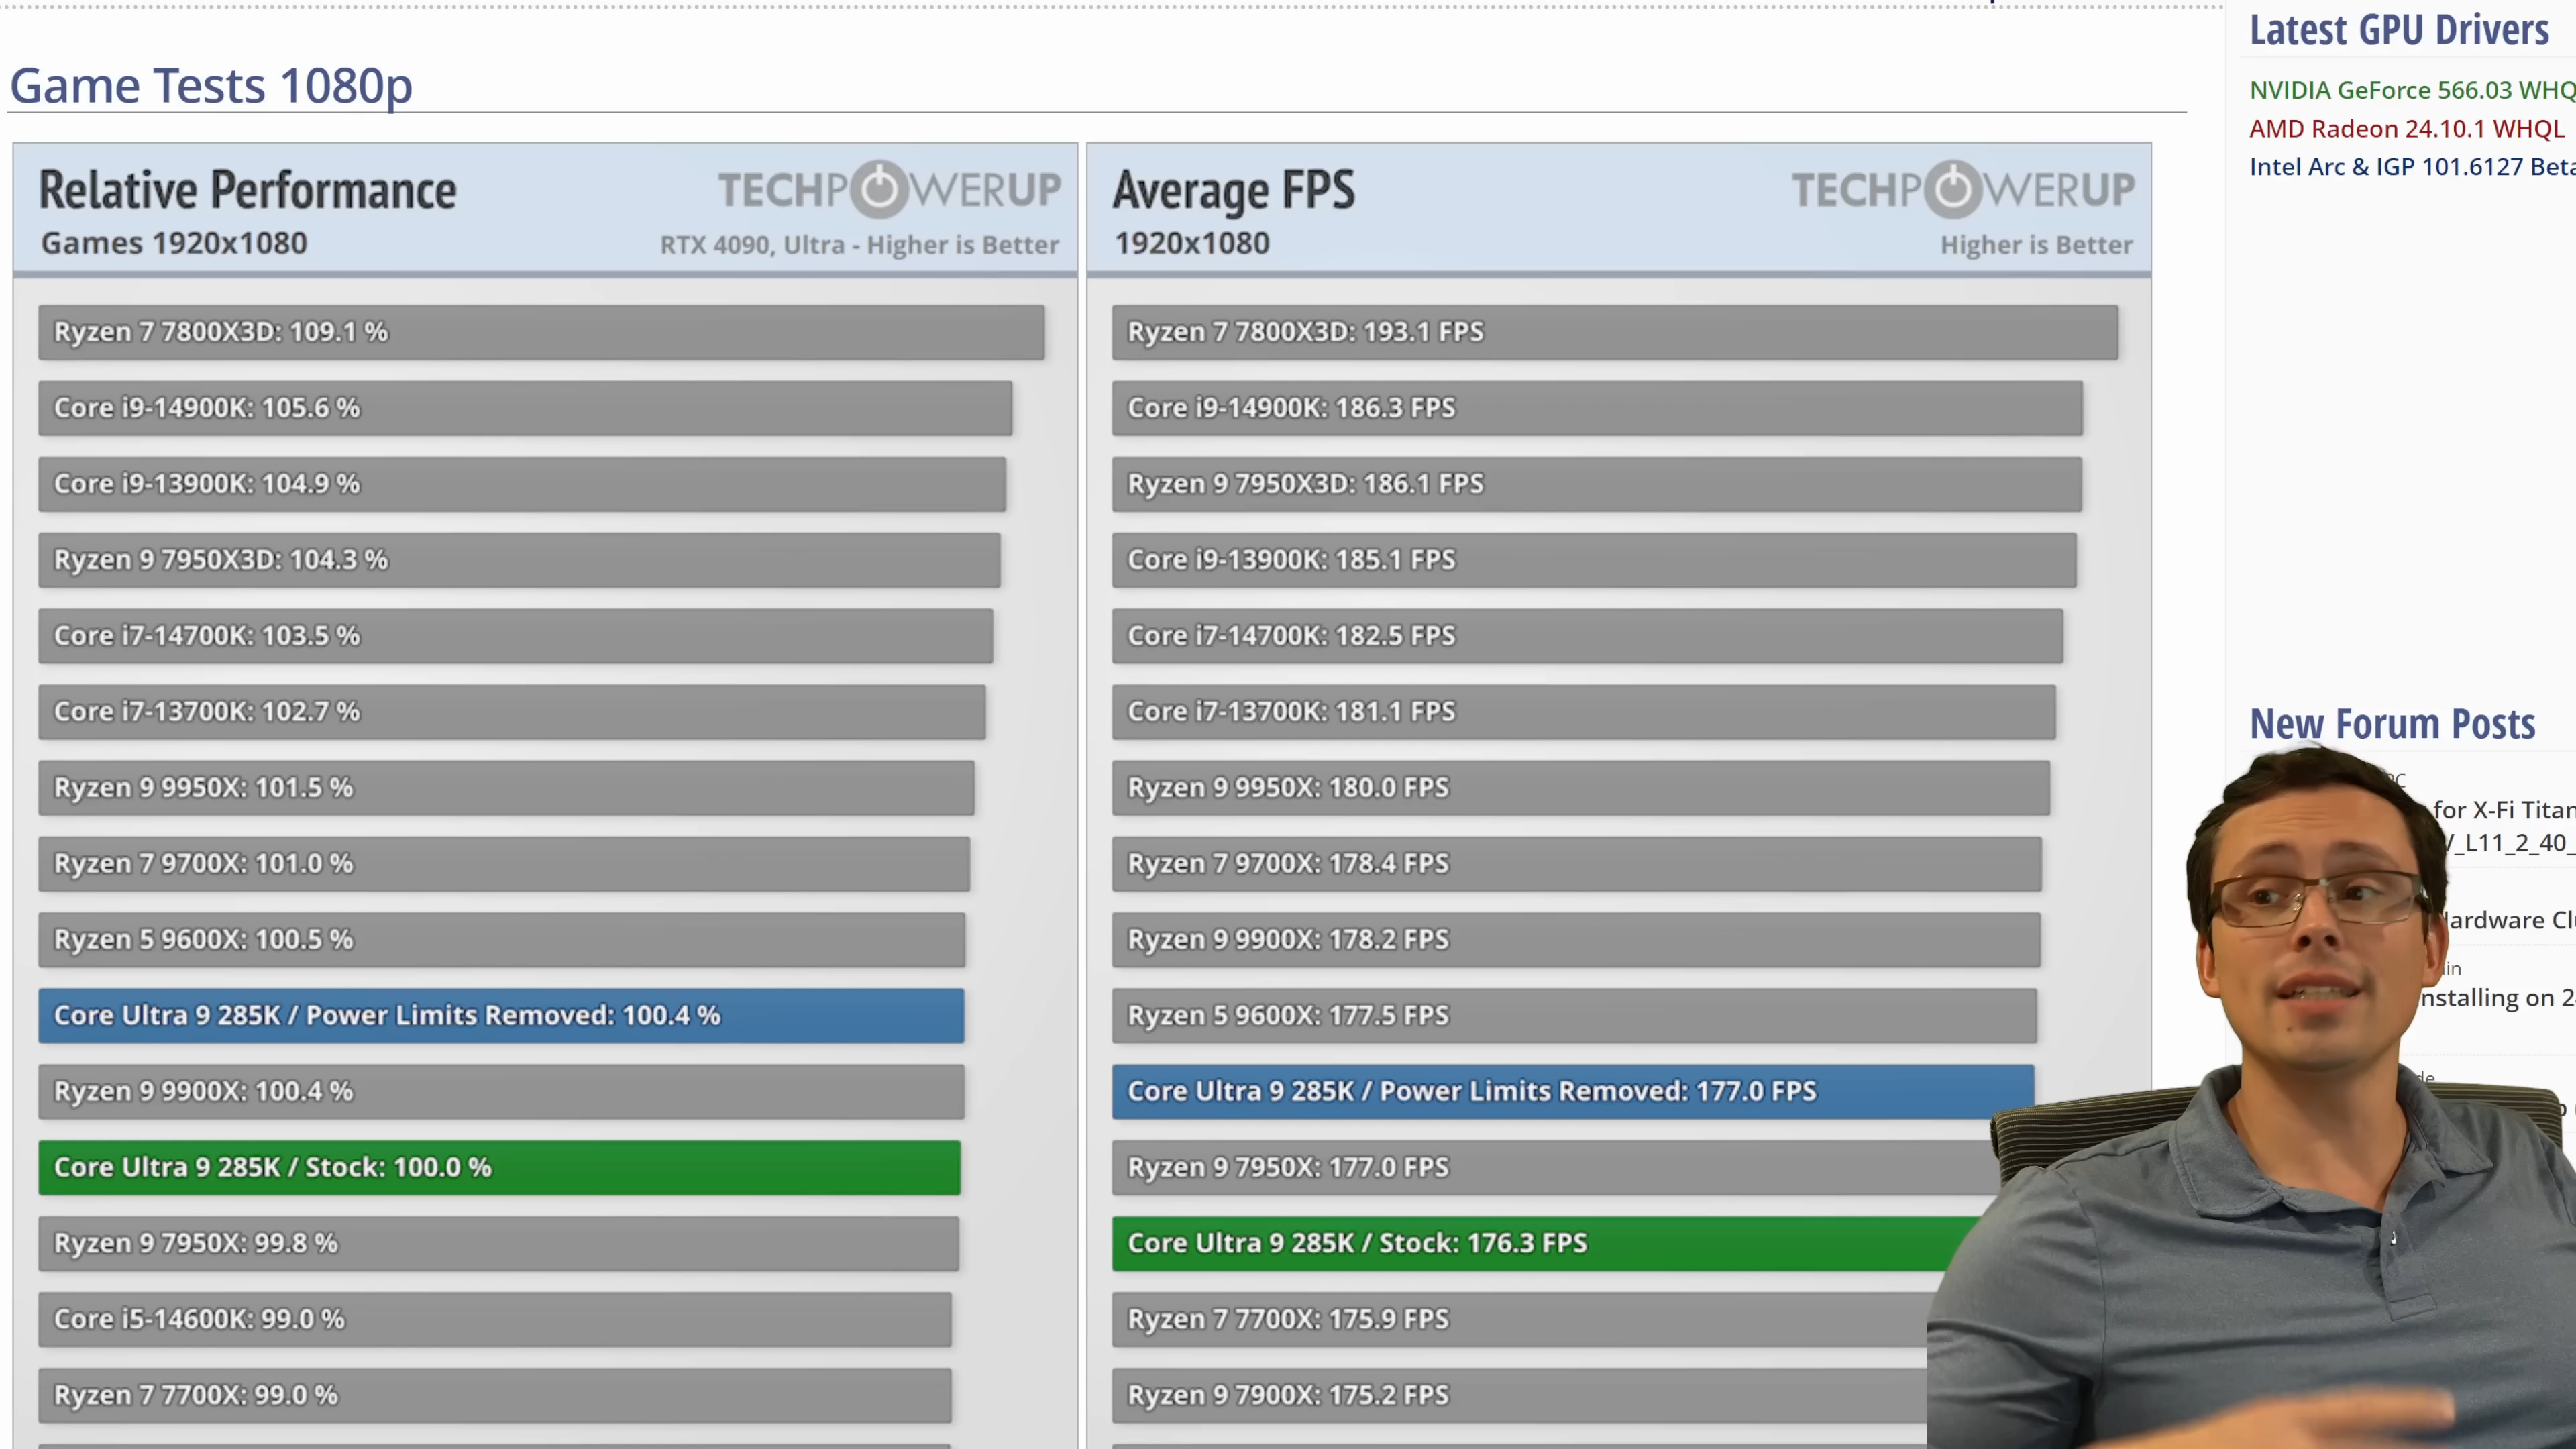 Game Tests 1080p
Relative Performance
TECHPOWERUP
Games 1920x1080
RTX 4090, Ultra - Higher is Better
Ryzen 7 7800X3D: 109.1 %
Core i9-14900K: 105.6 %
Core i9-13900K: 104.9 %
Ryzen 9 7950X3D: 104.3 %
Core i7-14700K: 103.5 %
Core i7-13700K: 102.7 %
Ryzen 9 9950X: 101.5 %
Ryzen 7 9700X: 101.0 %
Ryzen 5 9600X: 100.5 %
Core Ultra 9 285K / Power Limits Removed: 100.4 %
Ryzen 9 9900X: 100.4 %
Core Ultra 9 285K / Stock: 100.0 %
Ryzen 9 7950X: 99.8 %
Core i5-14600K: 99.0 %
Ryzen 7 7700X: 99.0 %
Average FPS
TECHPOWERUP
1920x1080
Higher is Better
Ryzen 7 7800X3D: 193.1 FPS
Core i9-14900K: 186.3 FPS
Ryzen 9 7950X3D: 186.1 FPS
Core i9-13900K: 185.1 FPS
Core i7-14700K: 182.5 FPS
Core i7-13700K: 181.1 FPS
Ryzen 9 9950X: 180.0 FPS
Ryzen 7 9700X: 178.4 FPS
Ryzen 9 9900X: 178.2 FPS
Ryzen 5 9600X: 177.5 FPS
Core Ultra 9 285K / Power Limits Removed: 177.0 FPS
Ryzen 9 7950X: 177.0 FPS
Core Ultra 9 285K / Stock: 176.3 FPS
Ryzen 7 7700X: 175.9 FPS
Ryzen 9 7900X: 175.2 FPS
Latest GPU Drivers
NVIDIA GeForce 566.03 WHQ
AMD Radeon 24.10.1 WHQL
Intel Arc & IGP 101.6127 Beta
New Forum Posts
for X-Fi Titan
_L11_2_40_
nstalling on 2